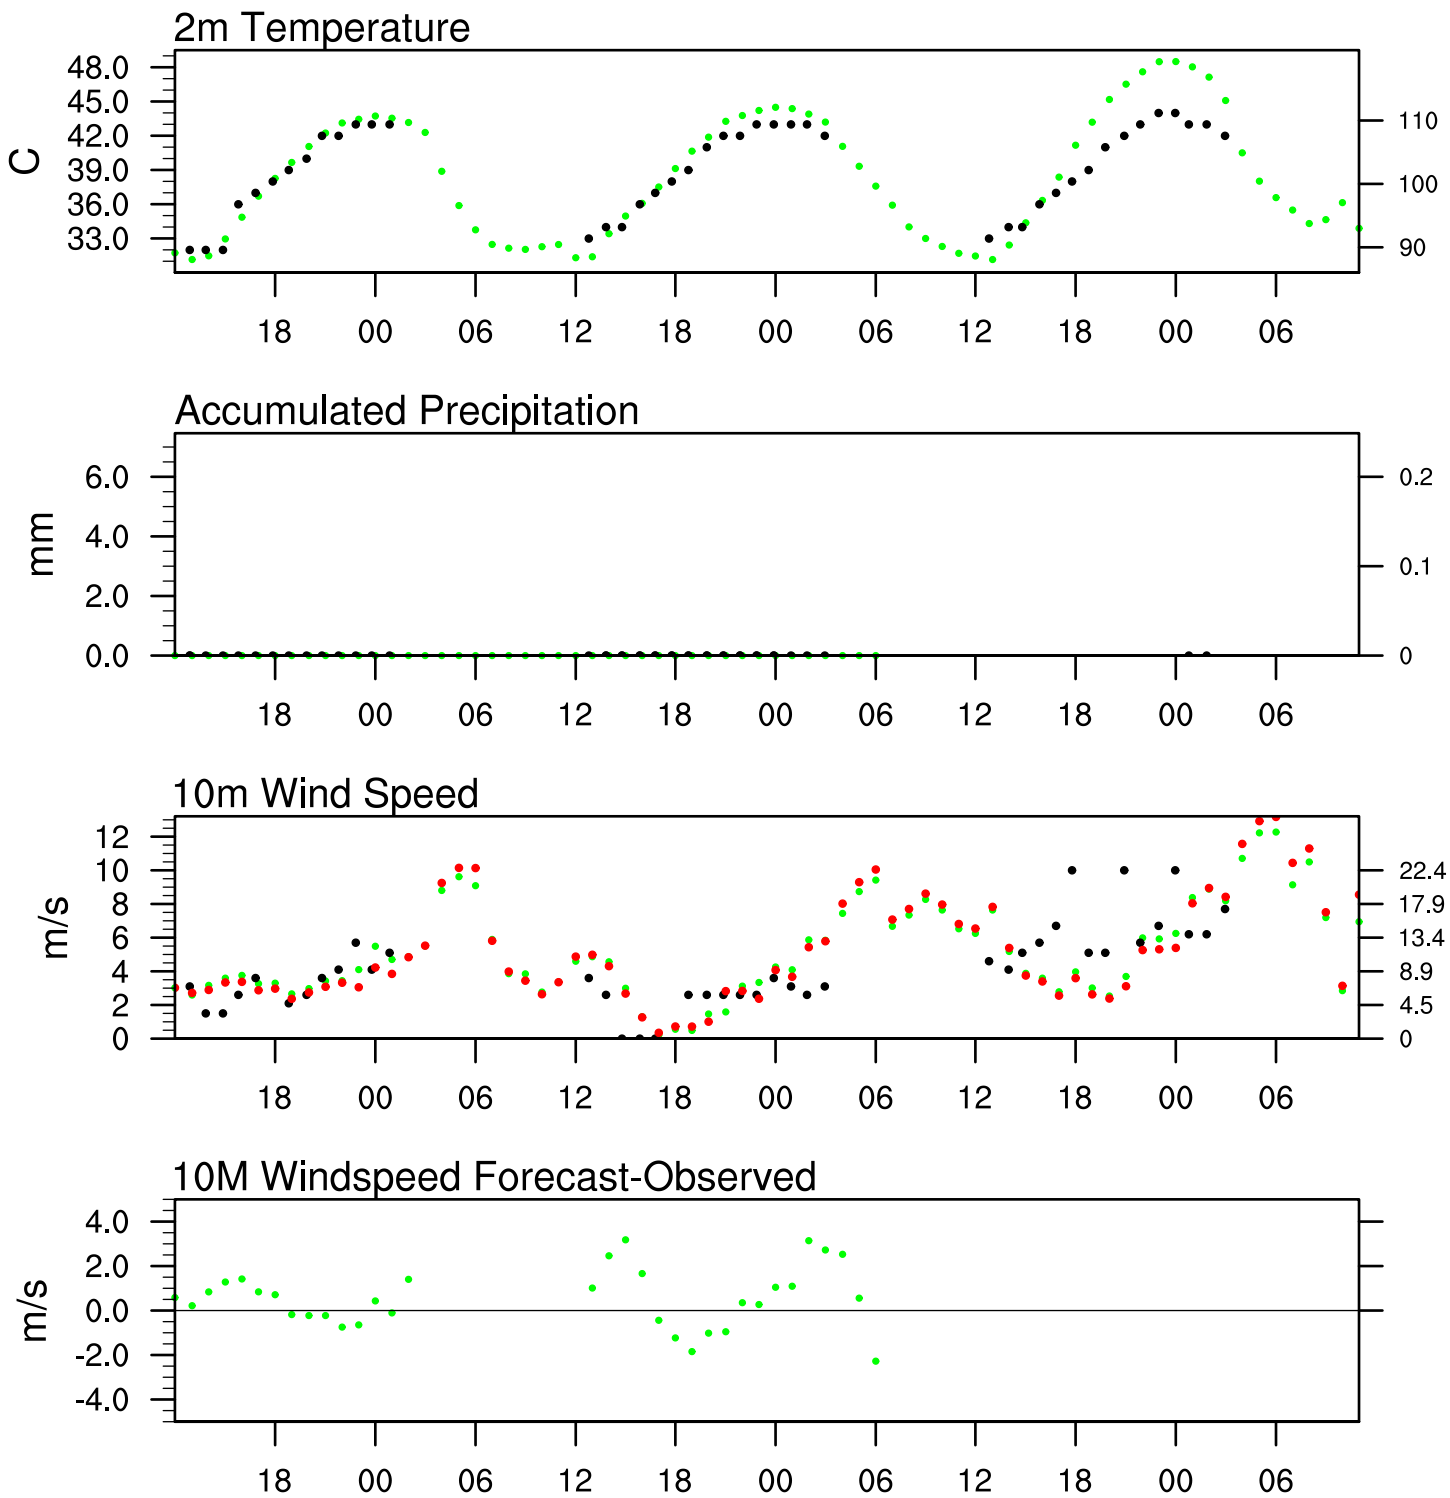 2m Temperature
48.0
45.0
42.0
39.0
36.0
33.0
C
110
100
90
18 00 06 12 18 00 06 12 18 00 06
Accumulated Precipitation
6.0
4.0
2.0
0.0
mm
0.2
0.1
0
18 00 06 12 18 00 06 12 18 00 06
10m Wind Speed
12
10
8
6
4
2
0
m/s
22.4
17.9
13.4
8.9
4.5
0
18 00 06 12 18 00 06 12 18 00 06
10M Windspeed Forecast-Observed
4.0
2.0
0.0
-2.0
-4.0
m/s
18 00 06 12 18 00 06 12 18 00 06